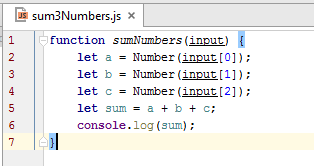 sum3Numbers.js ×
1 function sumNumbers(input) {
2     let a = Number(input[0]);
3     let b = Number(input[1]);
4     let c = Number(input[2]);
5     let sum = a + b + c;
6     console.log(sum);
7 }